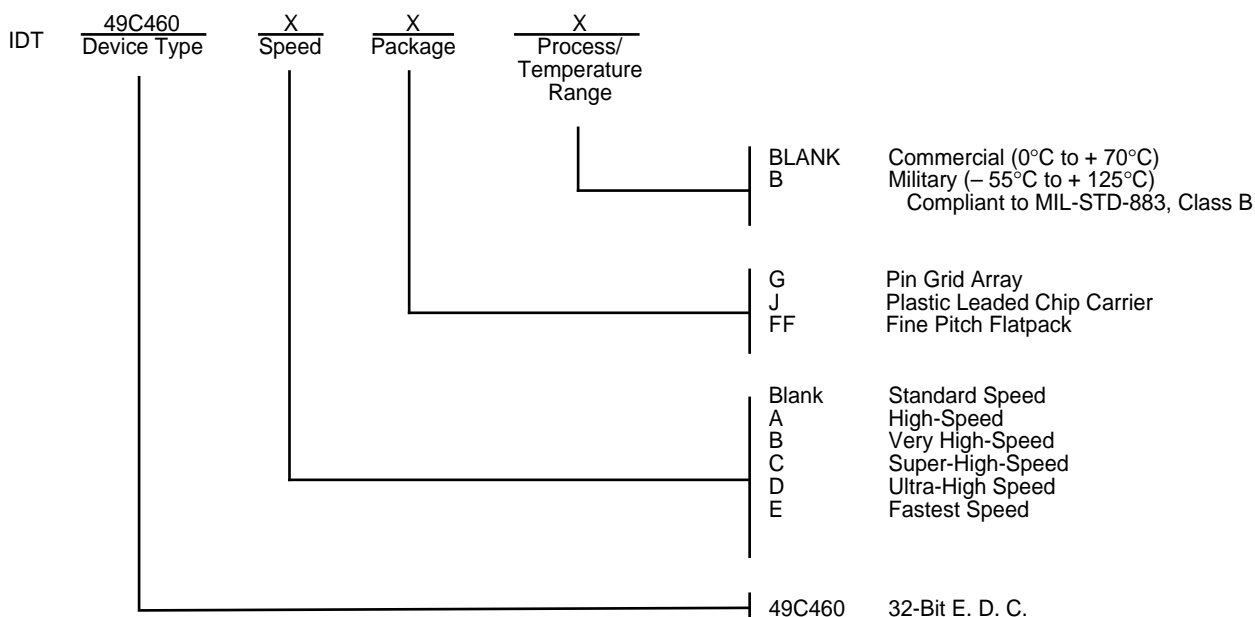 IDT 49C460 X X X
Device Type Speed Package Process/
Temperature
Range
BLANK Commercial (0°C to + 70°C)
B Military (– 55°C to + 125°C)
Compliant to MIL-STD-883, Class B
G Pin Grid Array
J Plastic Leaded Chip Carrier
FF Fine Pitch Flatpack
Blank Standard Speed
A High-Speed
B Very High-Speed
C Super-High-Speed
D Ultra-High Speed
E Fastest Speed
49C460 32-Bit E. D. C.